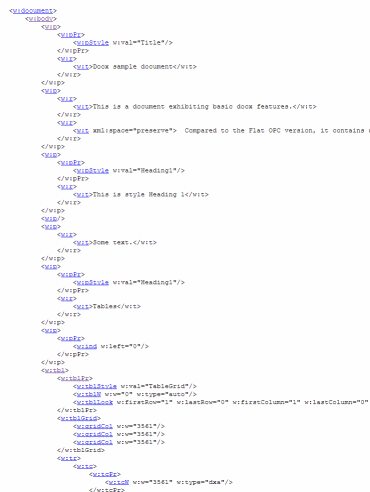 <w:document>
<w:body>
<w:p>
<w:pPr>
<w:pStyle w:val="Title"/>
</w:pPr>
<w:r>
<w:t>Docx sample document</w:t>
</w:r>
</w:p>
<w:p>
<w:r>
<w:t>This is a document exhibiting basic docx features.</w:t>
</w:r>
<w:r>
<w:t xml:space="preserve">  Compared to the Flat OPC version, it contains
</w:r>
</w:p>
<w:p>
<w:pPr>
<w:pStyle w:val="Heading1"/>
</w:pPr>
<w:r>
<w:t>This is style Heading 1</w:t>
</w:r>
</w:p>
<w:p/>
<w:p>
<w:r>
<w:t>Some text.</w:t>
</w:r>
</w:p>
<w:p>
<w:pPr>
<w:pStyle w:val="Heading1"/>
</w:pPr>
<w:r>
<w:t>Tables</w:t>
</w:r>
</w:p>
<w:p>
<w:pPr>
<w:ind w:left="0"/>
</w:pPr>
</w:p>
<w:tbl>
<w:tblPr>
<w:tblStyle w:val="TableGrid"/>
<w:tblW w:w="0" w:type="auto"/>
<w:tblLook w:firstRow="1" w:lastRow="0" w:firstColumn="1" w:lastColumn="0"
</w:tblPr>
<w:tblGrid>
<w:gridCol w:w="3561"/>
<w:gridCol w:w="3561"/>
<w:gridCol w:w="3561"/>
</w:tblGrid>
<w:tr>
<w:tc>
<w:tcPr>
<w:tcW w:w="3561" w:type="dxa"/>
</w:tcPr>